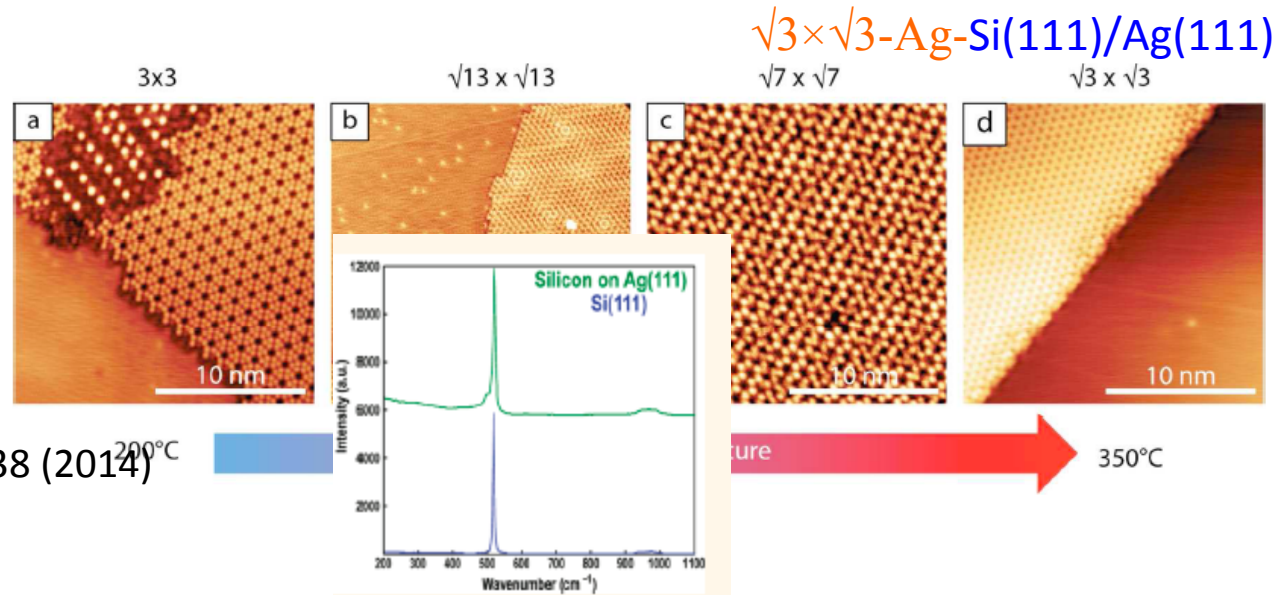 √3×√3-Ag-Si(111)/Ag(111)
3x3
√13 x √13
√7 x √7
√3 x √3
a
b
c
d
10 nm
10 nm
10 nm
12000
10000
8000
6000
4000
2000
Intensity (a.u.)
Silicon on Ag(111)
Si(111)
200 300 400 500 600 700 800 900 1000 1100
Wavenumber (cm⁻¹)
38 (2014)
200°C
ture
350°C